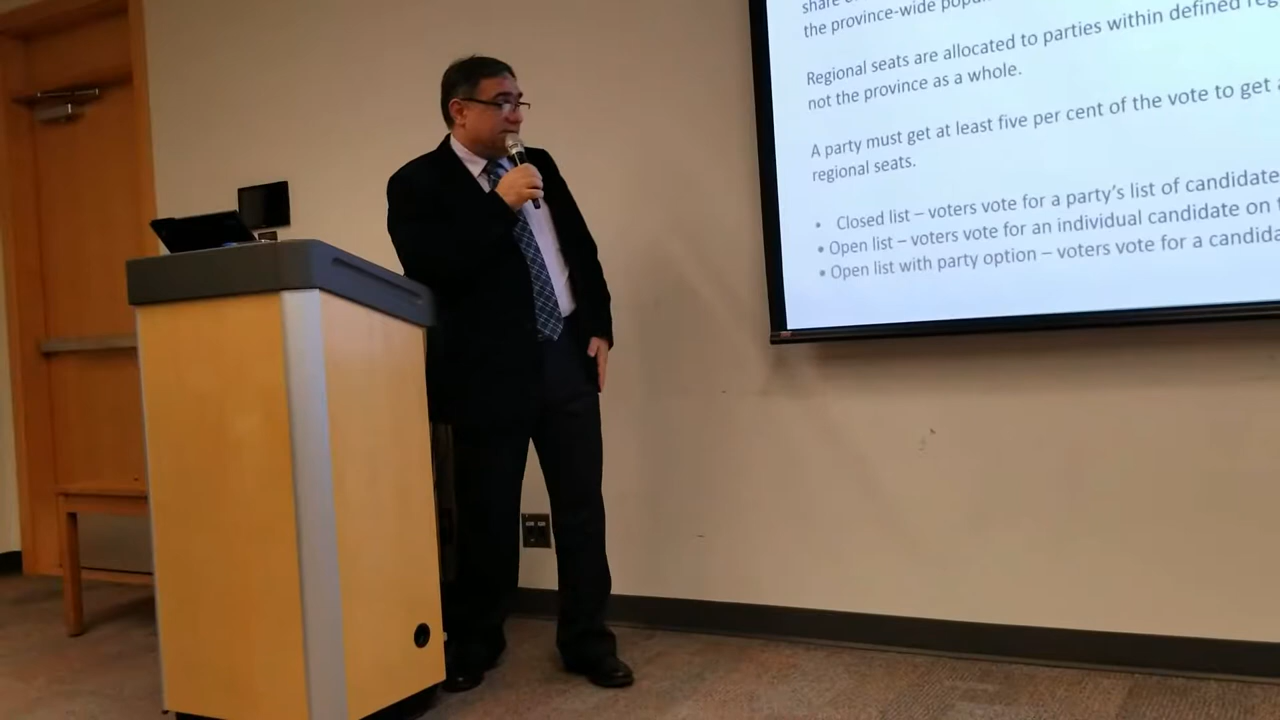 share
the province-wide
Regional seats are allocated to parties within defined
not the province as a whole.
A party must get at least five per cent of the vote to get
regional seats.
• Closed list – voters vote for a party's list of candidate
• Open list – voters vote for an individual candidate on
• Open list with party option – voters vote for a